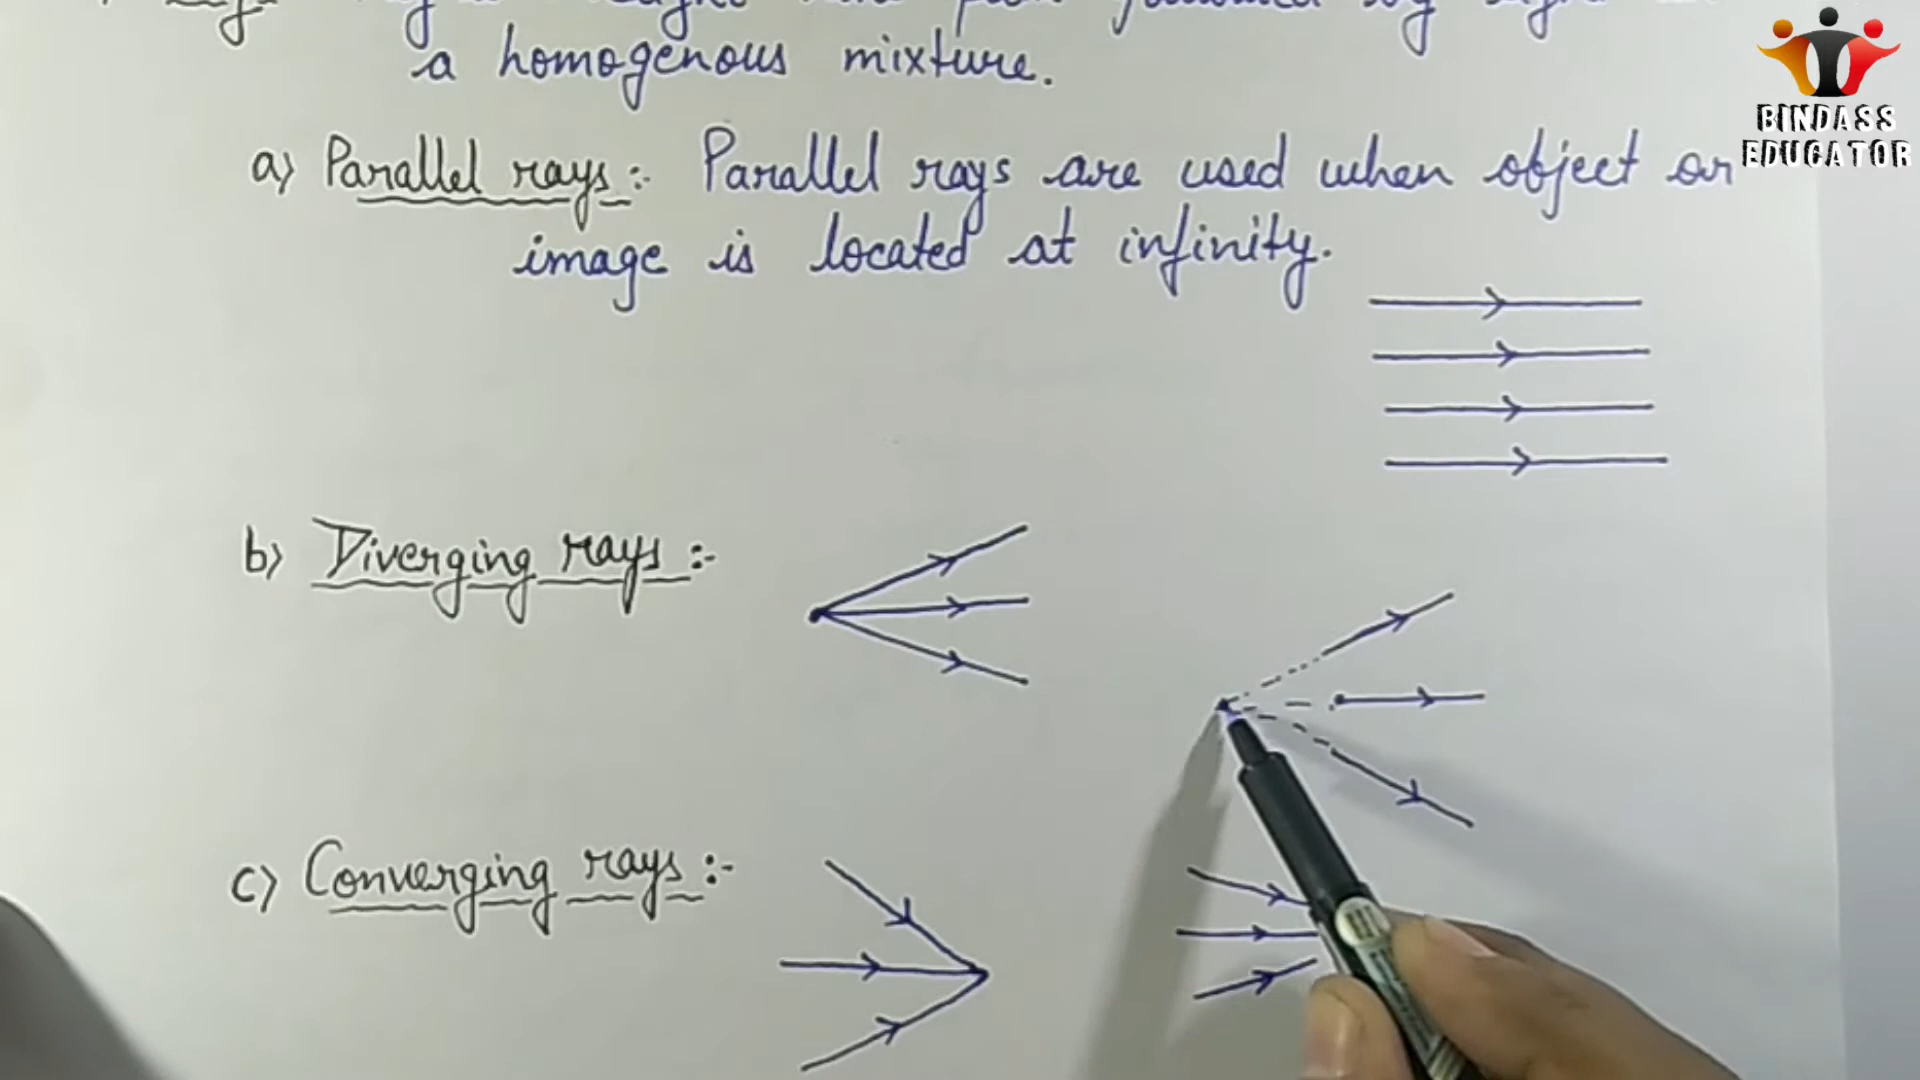 a homogenous mixture.
a) Parallel rays:- Parallel rays are used when object or
image is located at infinity.
b) Diverging rays:-
c) Converging rays:-
BINDASS
EDUCATOR